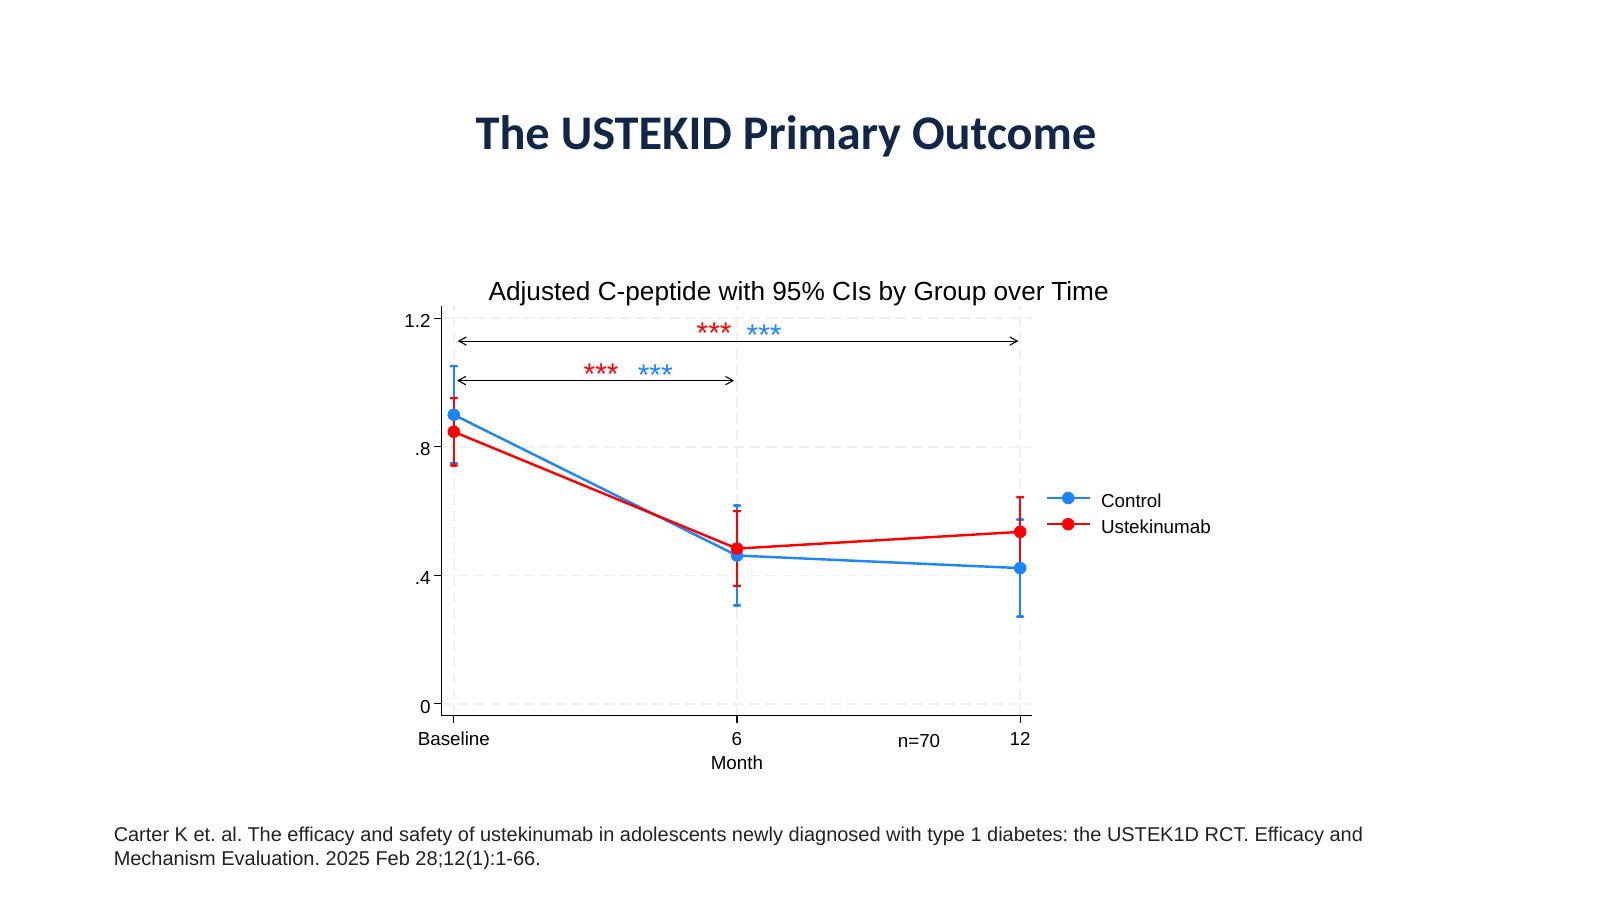 The USTEKID Primary Outcome
Adjusted C-peptide with 95% CIs by Group over Time
1.2
*** ***
*** ***
.8
Control
Ustekinumab
.4
0
Baseline 6 n=70 12
Month
Carter K et. al. The efficacy and safety of ustekinumab in adolescents newly diagnosed with type 1 diabetes: the USTEK1D RCT. Efficacy and
Mechanism Evaluation. 2025 Feb 28;12(1):1-66.